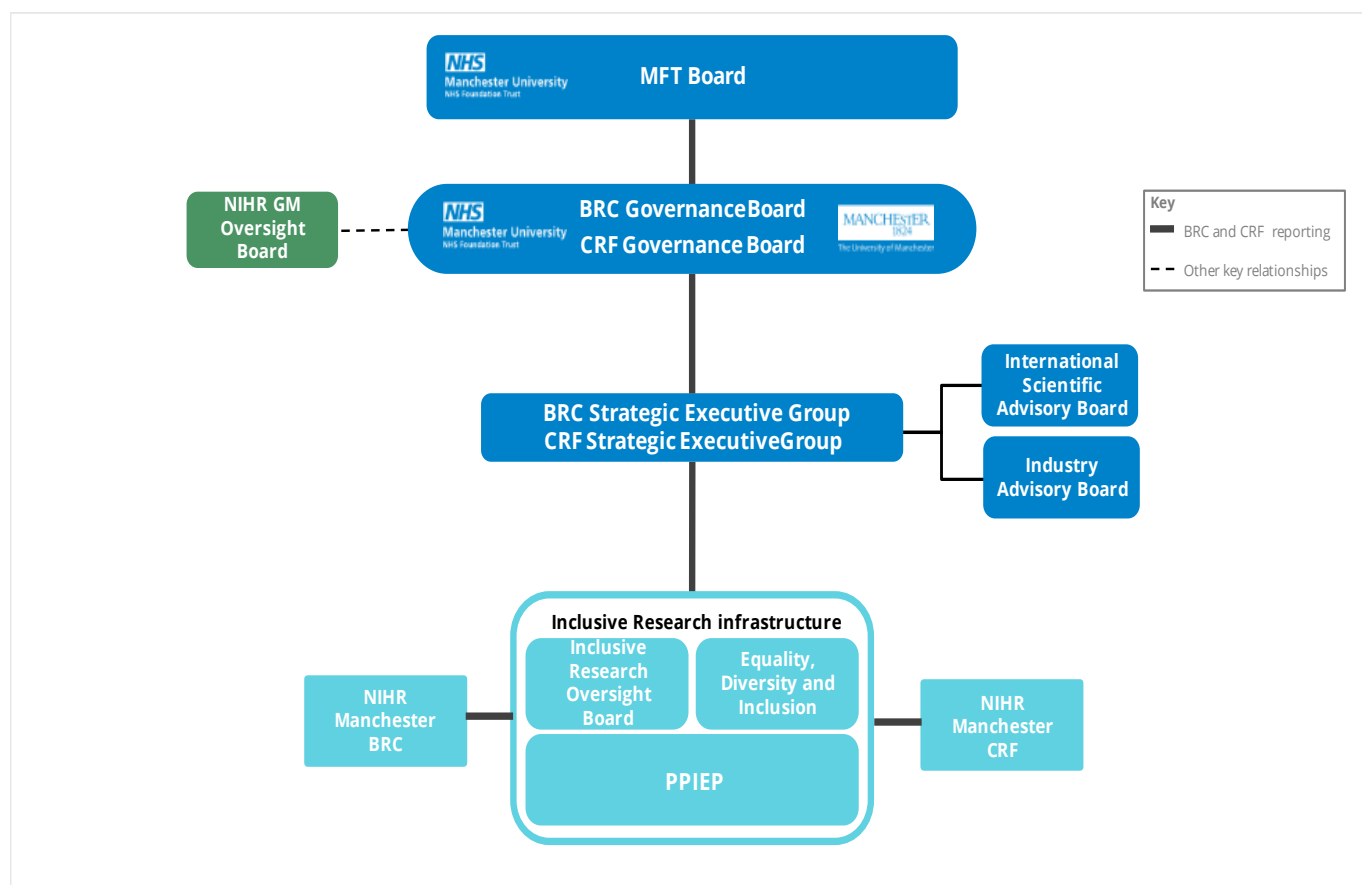 NHS
Manchester University
NHS Foundation Trust
MFT Board
NIHR GM
Oversight
Board
NHS
Manchester University
NHS Foundation Trust
BRC GovernanceBoard
CRF Governance Board
MANCHESTER
1824
The University of Manchester
Key
BRC and CRF reporting
Other key relationships
International
Scientific
Advisory Board
BRC Strategic Executive Group
CRF Strategic ExecutiveGroup
Industry
Advisory Board
Inclusive Research infrastructure
Inclusive
Research
Oversight
Board
Equality,
Diversity and
Inclusion
NIHR
Manchester
BRC
NIHR
Manchester
CRF
PPIEP